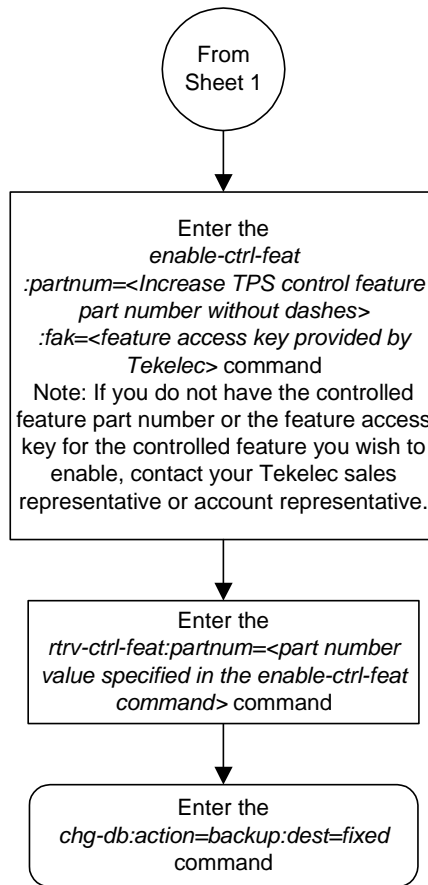 From
Sheet 1
Enter the
enable-ctrl-feat
:partnum=<Increase TPS control feature
part number without dashes>
:fak=<feature access key provided by
Tekelec> command
Note: If you do not have the controlled
feature part number or the feature access
key for the controlled feature you wish to
enable, contact your Tekelec sales
representative or account representative.
Enter the
rtrv-ctrl-feat:partnum=<part number
value specified in the enable-ctrl-feat
command> command
Enter the
chg-db:action=backup:dest=fixed
command